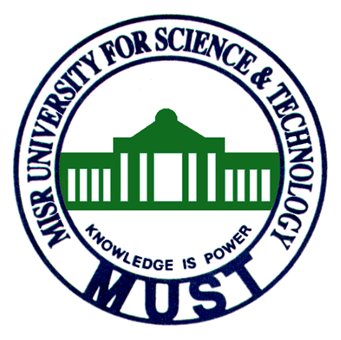 MISR UNIVERSITY FOR SCIENCE & TECHNOLOGY
KNOWLEDGE IS POWER
MUST